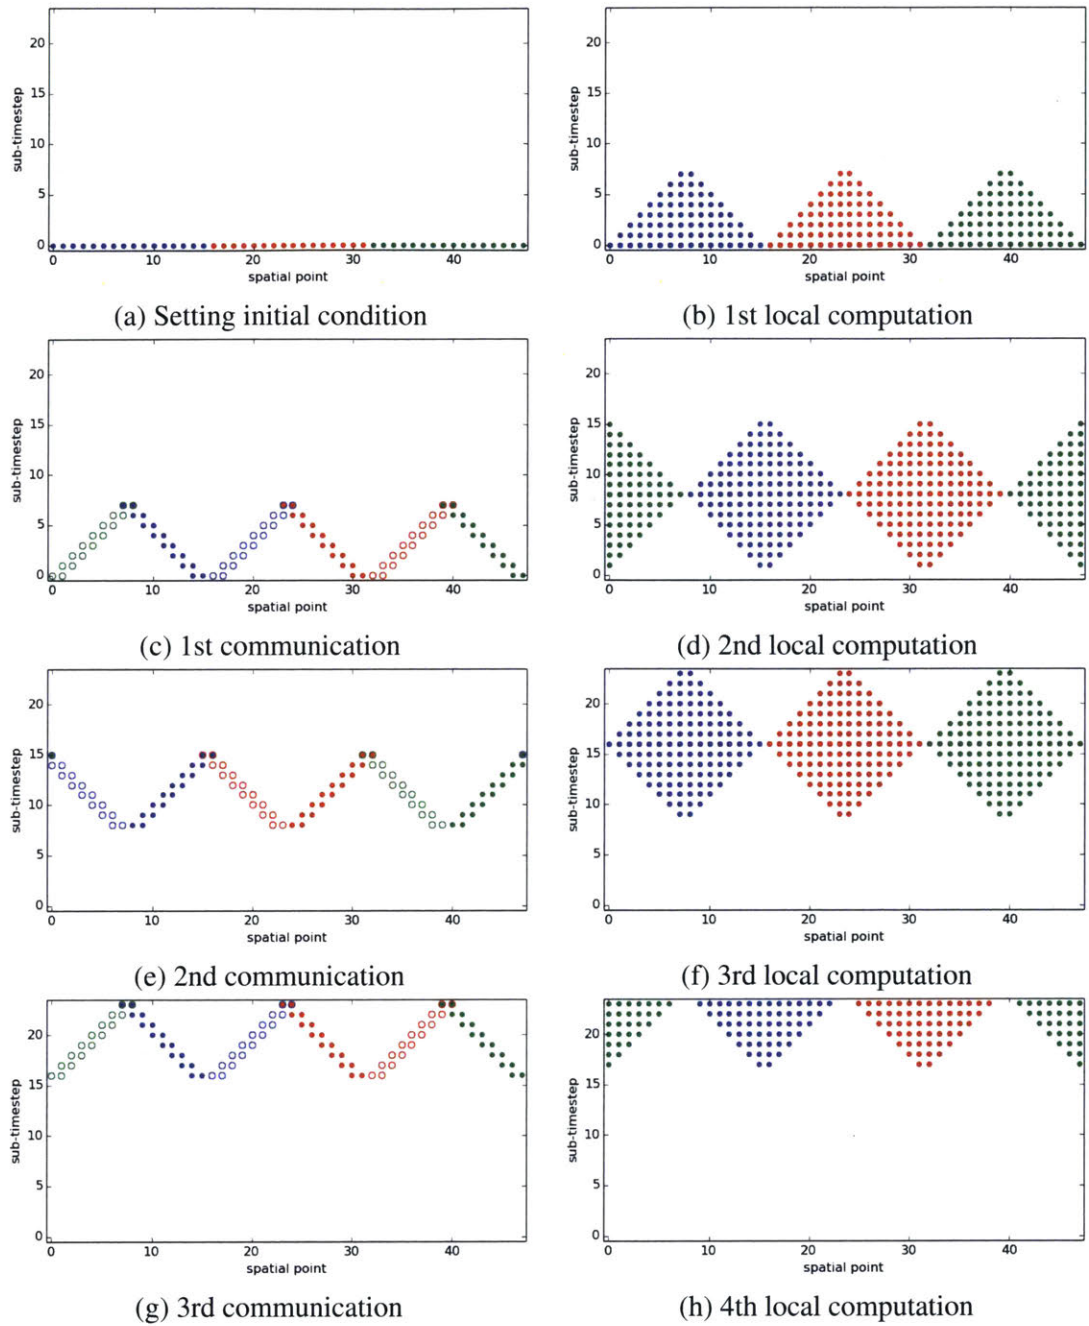 20
15
10
5
0
sub-timestep
0 10 20 30 40
spatial point
(a) Setting initial condition
20
15
10
5
0
sub-timestep
0 10 20 30 40
spatial point
(b) 1st local computation
20
15
10
5
0
sub-timestep
0 10 20 30 40
spatial point
(c) 1st communication
20
15
10
5
0
sub-timestep
0 10 20 30 40
spatial point
(d) 2nd local computation
20
15
10
5
0
sub-timestep
0 10 20 30 40
spatial point
(e) 2nd communication
20
15
10
5
0
sub-timestep
0 10 20 30 40
spatial point
(f) 3rd local computation
20
15
10
5
0
sub-timestep
0 10 20 30 40
spatial point
(g) 3rd communication
20
15
10
5
0
sub-timestep
0 10 20 30 40
spatial point
(h) 4th local computation